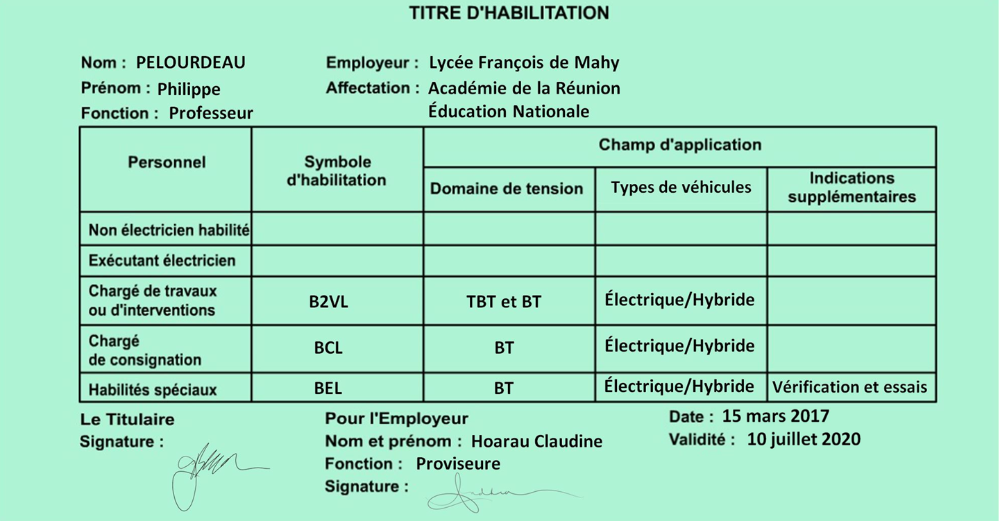 TITRE D'HABILITATION
Nom : PELOURDEAU
Employeur : Lycée François de Mahy
Prénom : Philippe
Affectation : Académie de la Réunion
Fonction : Professeur
Éducation Nationale
Personnel
Symbole
d'habilitation
Champ d'application
Domaine de tension
Types de véhicules
Indications
supplémentaires
Non électricien habilité
Exécutant électricien
Chargé de travaux
ou d'interventions
B2VL
TBT et BT
Électrique/Hybride
Chargé
de consignation
BCL
BT
Électrique/Hybride
Habilités spéciaux
BEL
BT
Électrique/Hybride
Vérification et essais
Le Titulaire
Signature :
Pour l'Employeur
Nom et prénom : Hoarau Claudine
Fonction : Proviseure
Signature :
Date : 15 mars 2017
Validité : 10 juillet 2020